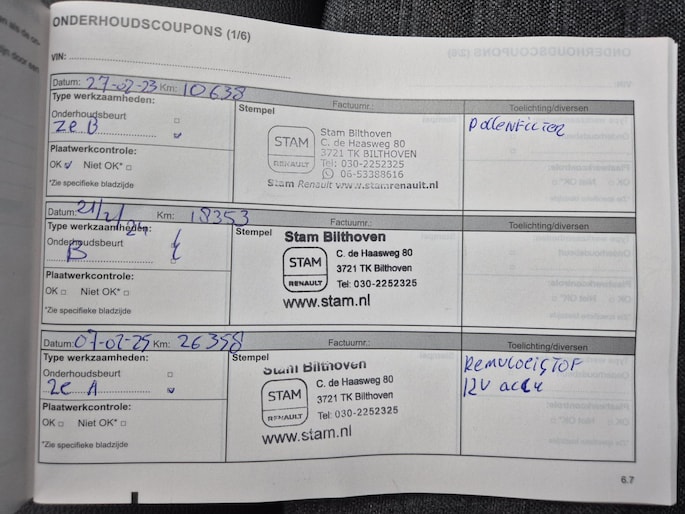 ONDERHOUDSCOUPONS (1/6)
VIN:
Datum: 27-02-23 Km: 10638
Type werkzaamheden:
Onderhoudsbeurt
ze B
Plaatwerkcontrole:
OK Niet OK*
*Zie specifieke bladzijde
Stempel
Factuurnr.:
STAM
RENAULT
Stam Bilthoven
C. de Haasweg 80
3721 TK BILTHOVEN
Tel: 030-2252325
06-53388616
Stam Renault www.stamrenault.nl
Toelichting/diversen
POLLENFILTER
Datum: 21/2/24 Km: 18353
Type werkzaamheden:
Onderhoudsbeurt
B
Plaatwerkcontrole:
OK Niet OK*
*Zie specifieke bladzijde
Stempel
Factuurnr.:
Stam Bilthoven
STAM
RENAULT
C. de Haasweg 80
3721 TK Bilthoven
Tel: 030-2252325
www.stam.nl
Toelichting/diversen
Datum: 07-02-25 Km: 26358
Type werkzaamheden:
Onderhoudsbeurt
ze A
Plaatwerkcontrole:
OK Niet OK*
*Zie specifieke bladzijde
Stempel
Factuurnr.:
Stam Bilthoven
STAM
RENAULT
C. de Haasweg 80
3721 TK Bilthoven
Tel: 030-2252325
www.stam.nl
Toelichting/diversen
REMVLOEISTOF
12V accu
6.7